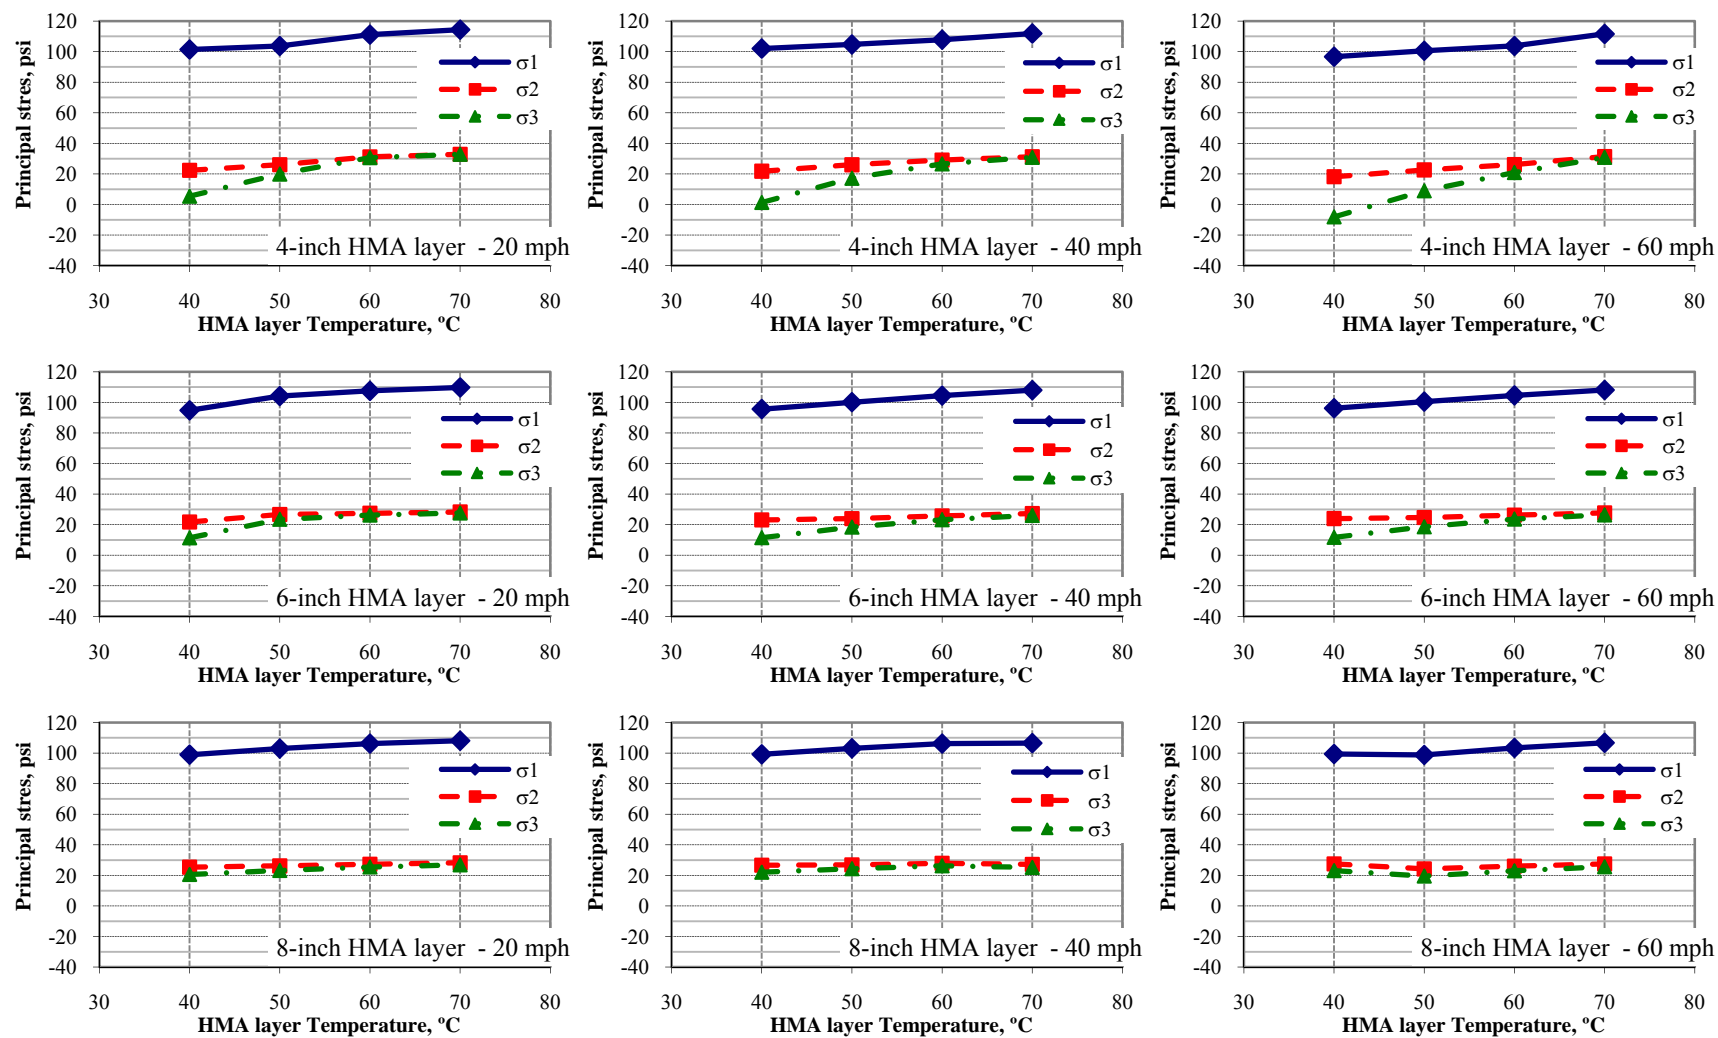 Principal stres, psi
120
100
80
60
40
20
0
-20
-40
σ1
σ2
σ3
4-inch HMA layer - 20 mph
30 40 50 60 70 80
HMA layer Temperature, ºC
Principal stres, psi
120
100
80
60
40
20
0
-20
-40
σ1
σ2
σ3
4-inch HMA layer - 40 mph
30 40 50 60 70 80
HMA layer Temperature, ºC
Principal stres, psi
120
100
80
60
40
20
0
-20
-40
σ1
σ2
σ3
4-inch HMA layer - 60 mph
30 40 50 60 70 80
HMA layer Temperature, ºC
Principal stres, psi
120
100
80
60
40
20
0
-20
-40
σ1
σ2
σ3
6-inch HMA layer - 20 mph
30 40 50 60 70 80
HMA layer Temperature, ºC
Principal stres, psi
120
100
80
60
40
20
0
-20
-40
σ1
σ2
σ3
6-inch HMA layer - 40 mph
30 40 50 60 70 80
HMA layer Temperature, ºC
Principal stres, psi
120
100
80
60
40
20
0
-20
-40
σ1
σ2
σ3
6-inch HMA layer - 60 mph
30 40 50 60 70 80
HMA layer Temperature, ºC
Principal stres, psi
120
100
80
60
40
20
0
-20
-40
σ1
σ2
σ3
8-inch HMA layer - 20 mph
30 40 50 60 70 80
HMA layer Temperature, ºC
Principal stres, psi
120
100
80
60
40
20
0
-20
-40
σ1
σ3
σ3
8-inch HMA layer - 40 mph
30 40 50 60 70 80
HMA layer Temperature, ºC
Principal stres, psi
120
100
80
60
40
20
0
-20
-40
σ1
σ2
σ3
8-inch HMA layer - 60 mph
30 40 50 60 70 80
HMA layer Temperature, ºC